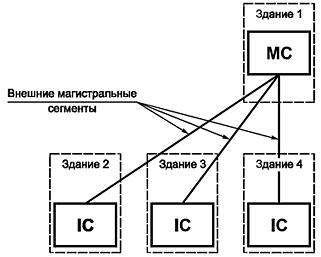 Здание 1
МС
Внешние магистральные
сегменты
Здание 2
Здание 3
Здание 4
IC
IC
IC